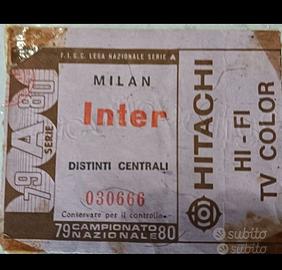 F.I.G.C. LEGA NAZIONALE SERIE A
79 A 80
SERIE
MILAN
Inter
DISTINTI CENTRALI
030666
Conservare per il controllo
79 CAMPIONATO NAZIONALE 80
HITACHI
HI-FI
TV COLOR
subito
subito